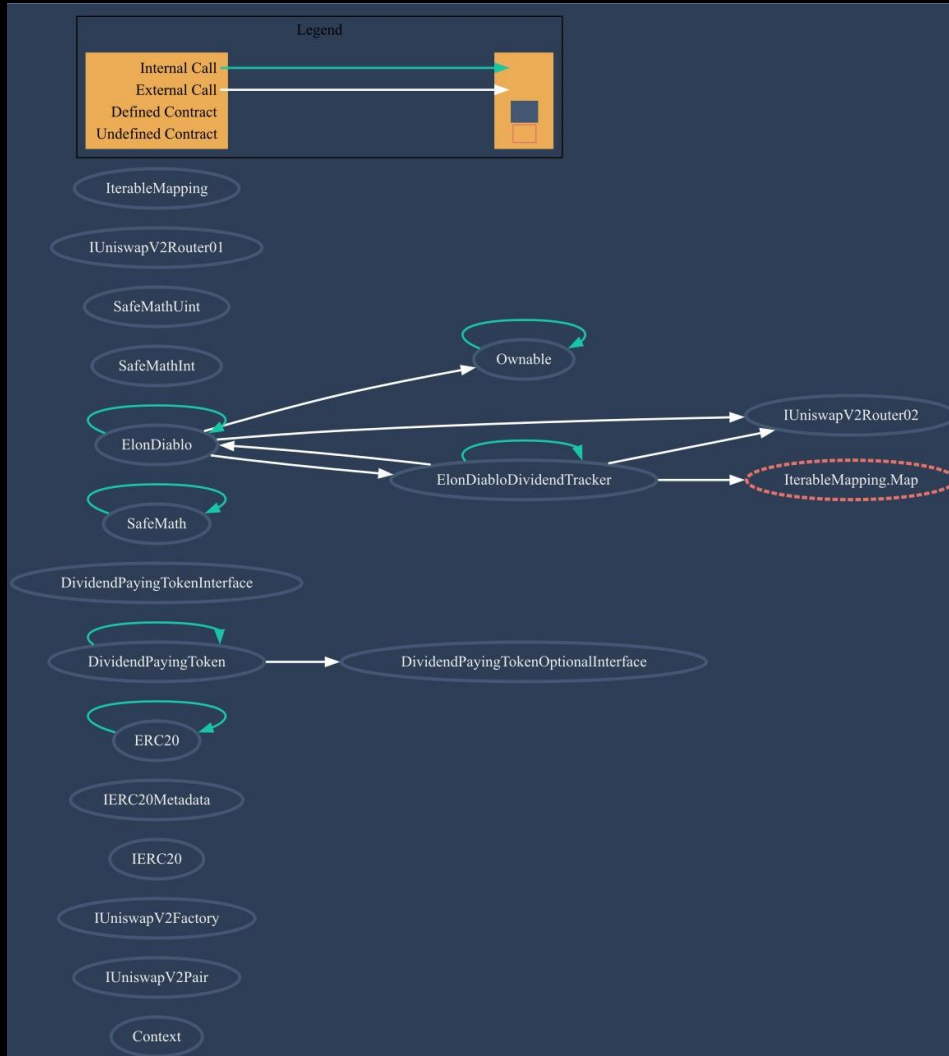 Legend
Internal Call
External Call
Defined Contract
Undefined Contract
IterableMapping
IUniswapV2Router01
SafeMathUint
SafeMathInt
Ownable
IUniswapV2Router02
ElonDiablo
ElonDiabloDividendTracker
IterableMapping.Map
SafeMath
DividendPayingTokenInterface
DividendPayingToken
DividendPayingTokenOptionalInterface
ERC20
IERC20Metadata
IERC20
IUniswapV2Factory
IUniswapV2Pair
Context